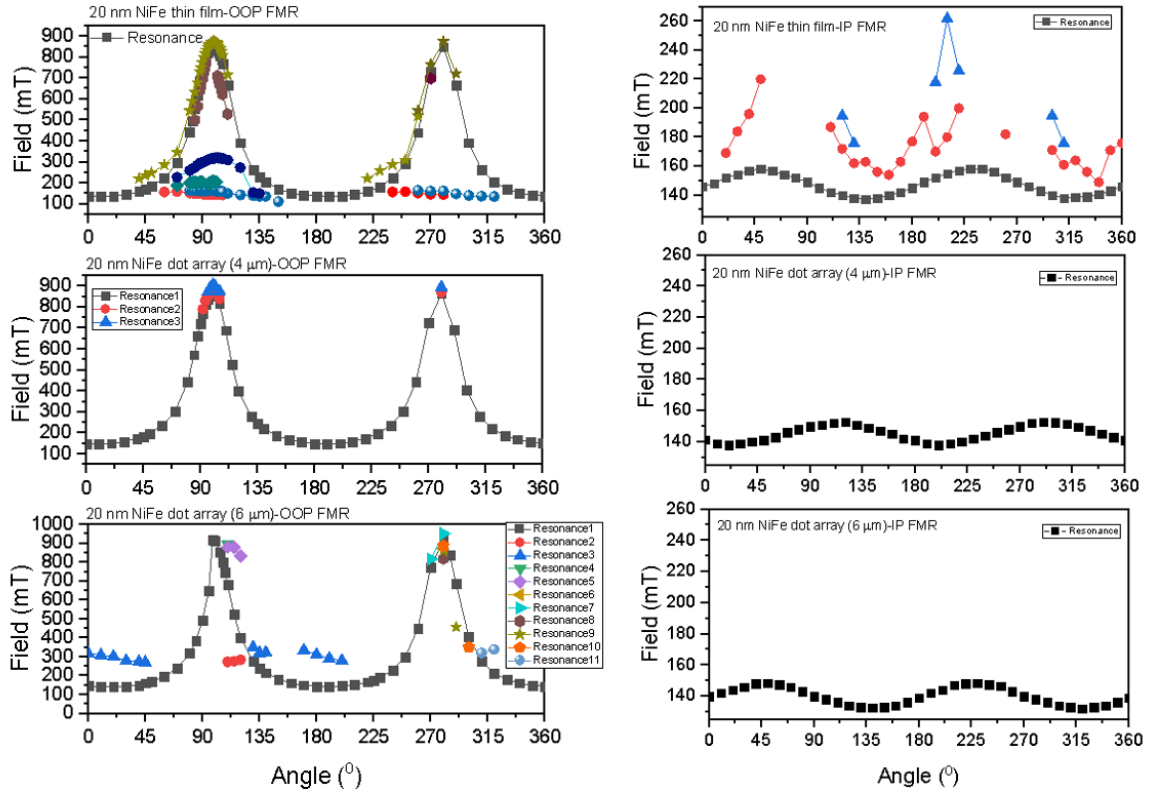 20 nm NiFe thin film-OOP FMR
Resonance
Field (mT)
900
800
700
600
500
400
300
200
100
0 45 90 135 180 225 270 315 360
20 nm NiFe thin film-IP FMR
Resonance
Field (mT)
260
240
220
200
180
160
140
0 45 90 135 180 225 270 315 360
20 nm NiFe dot array (4 μm)-OOP FMR
Resonance1
Resonance2
Resonance3
Field (mT)
900
800
700
600
500
400
300
200
100
0 45 90 135 180 225 270 315 360
20 nm NiFe dot array (4 μm)-IP FMR
Resonance
Field (mT)
260
240
220
200
180
160
140
0 45 90 135 180 225 270 315 360
20 nm NiFe dot array (6 μm)-OOP FMR
Resonance1
Resonance2
Resonance3
Resonance4
Resonance5
Resonance6
Resonance7
Resonance8
Resonance9
Resonance10
Resonance11
Field (mT)
1000
900
800
700
600
500
400
300
200
100
0
0 45 90 135 180 225 270 315 360
Angle (⁰)
20 nm NiFe dot array (6 μm)-IP FMR
Resonance
Field (mT)
260
240
220
200
180
160
140
0 45 90 135 180 225 270 315 360
Angle (⁰)